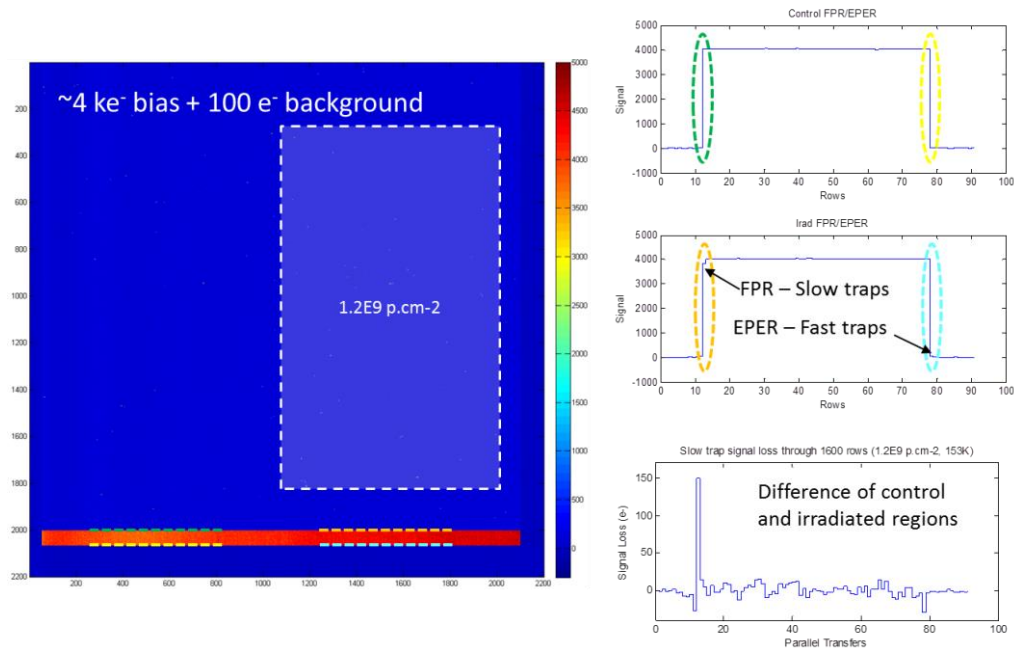 ~4 ke- bias + 100 e- background
1.2E9 p.cm-2
200
400
600
800
1000
1200
1400
1600
1800
2000
2200
200 400 600 800 1000 1200 1400 1600 1800 2000 2200
5000
4500
4000
3500
3000
2500
2000
1500
1000
500
0
Control FPR/EPER
5000
4000
3000
2000
1000
0
-1000
Signal
0 10 20 30 40 50 60 70 80 90 100
Rows
Irad FPR/EPER
5000
4000
3000
2000
1000
0
-1000
Signal
FPR – Slow traps
EPER – Fast traps
0 10 20 30 40 50 60 70 80 90 100
Rows
Slow trap signal loss through 1600 rows (1.2E9 p.cm-2, 153K)
Difference of control
and irradiated regions
150
100
50
0
Signal Loss (e-)
0 20 40 60 80 100
Parallel Transfers